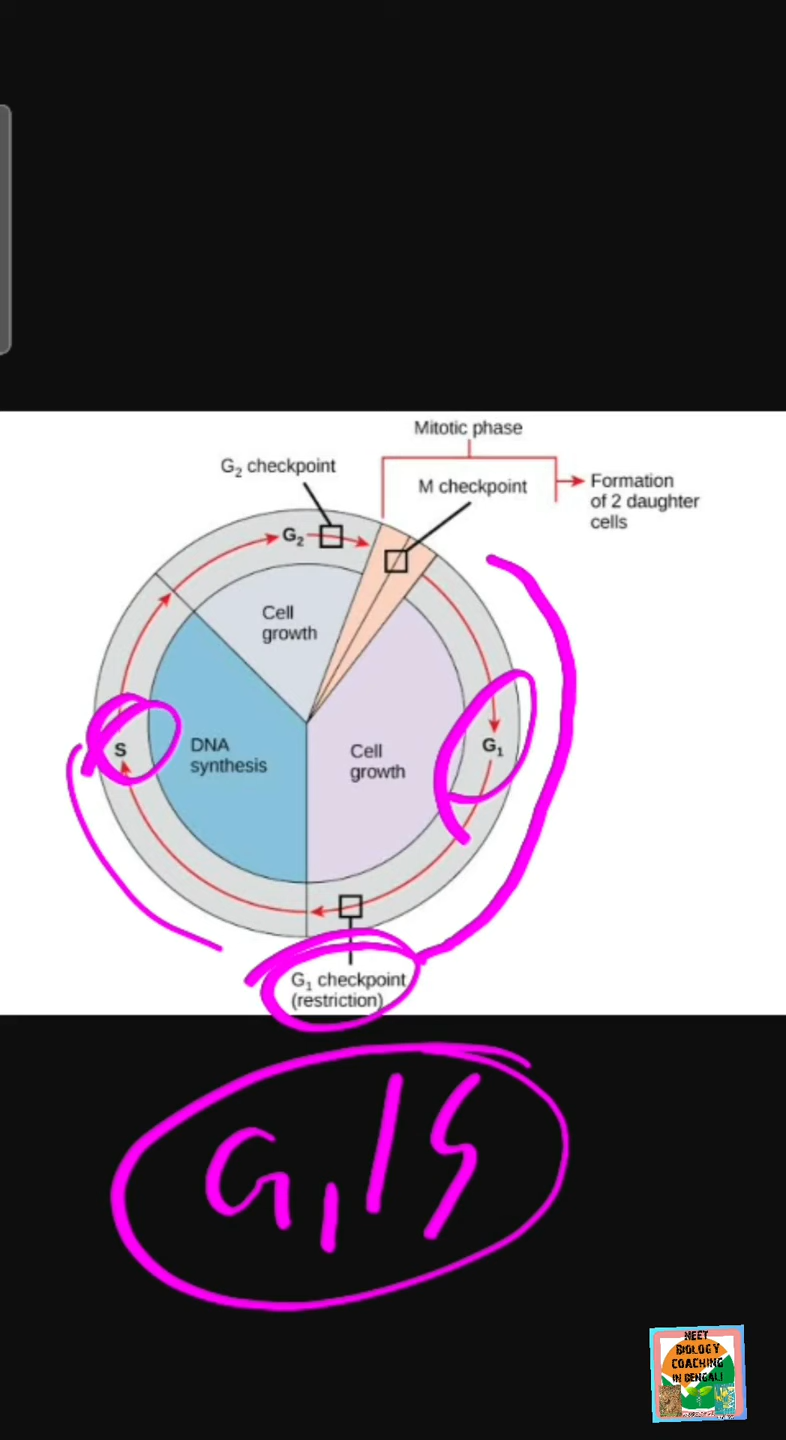 Mitotic phase
G₂ checkpoint
M checkpoint
Formation
of 2 daughter
cells
G₂
Cell
growth
S
DNA
synthesis
Cell
growth
G₁
G₁ checkpoint
(restriction)
G₁/S
NEET
BIOLOGY
COACHING
IN BENGALI